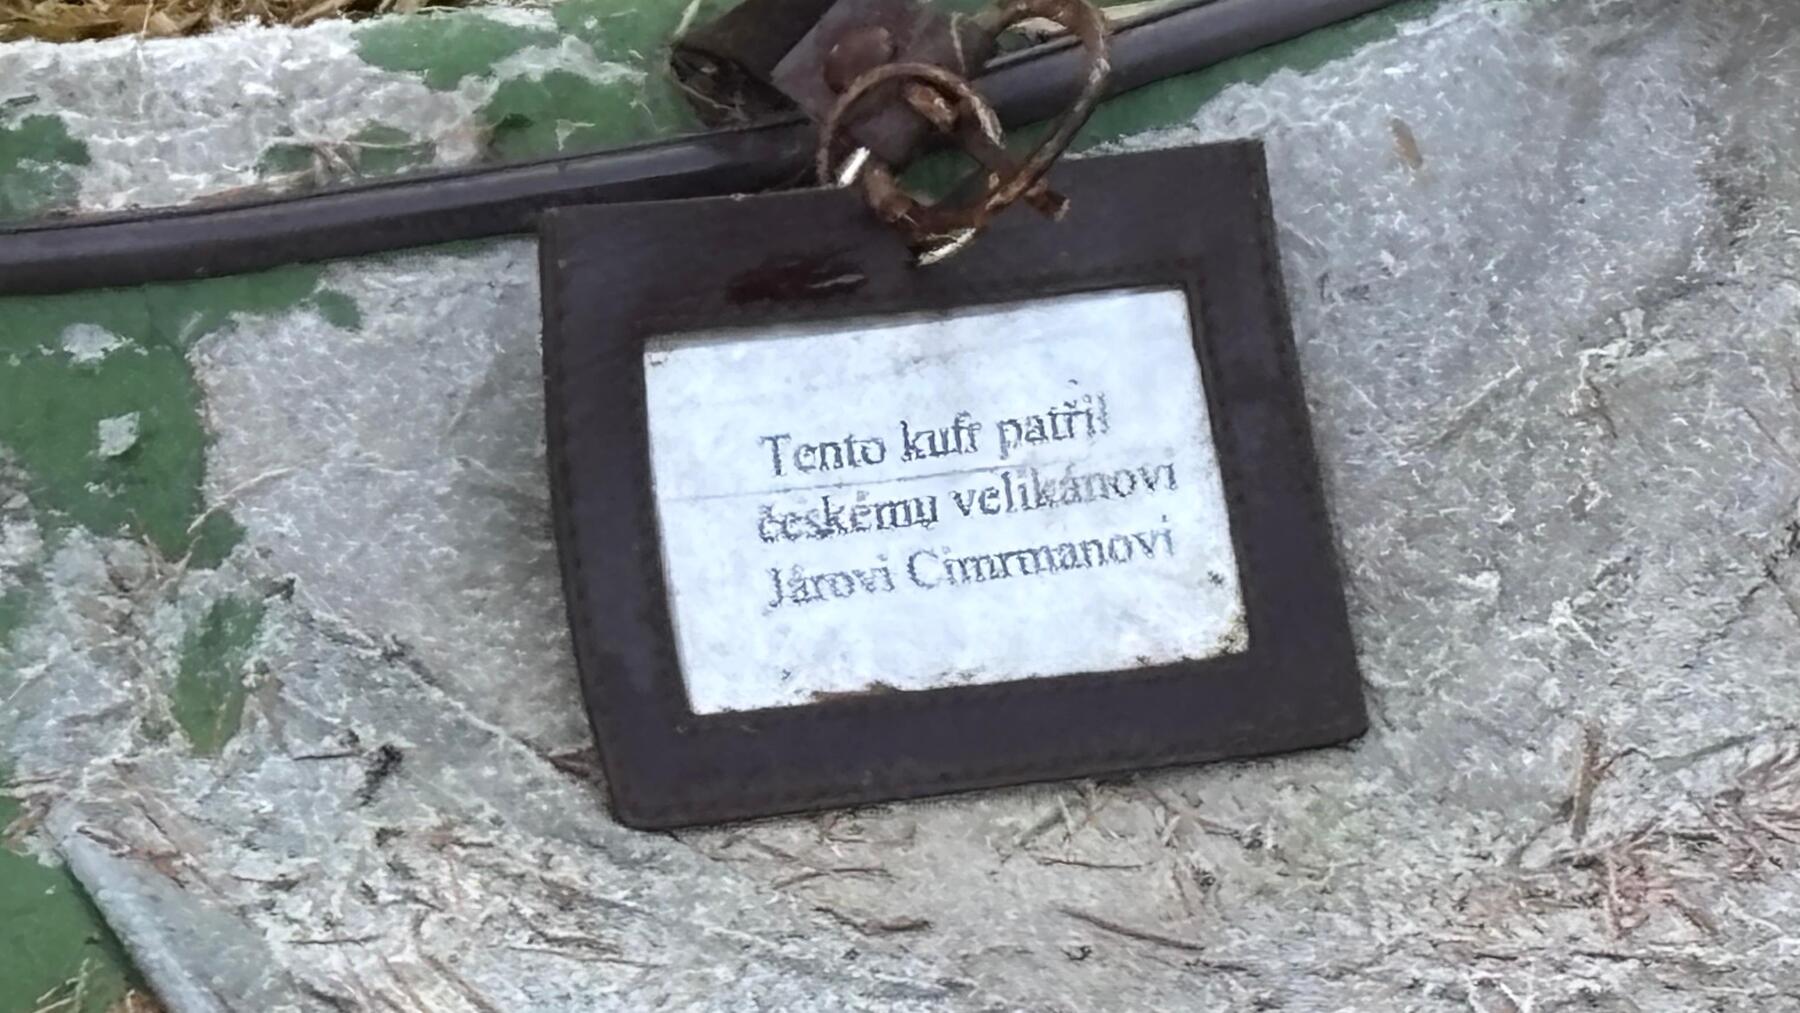 Tento kufr patřil
českému velikánovi
Járovi Cimrmanovi